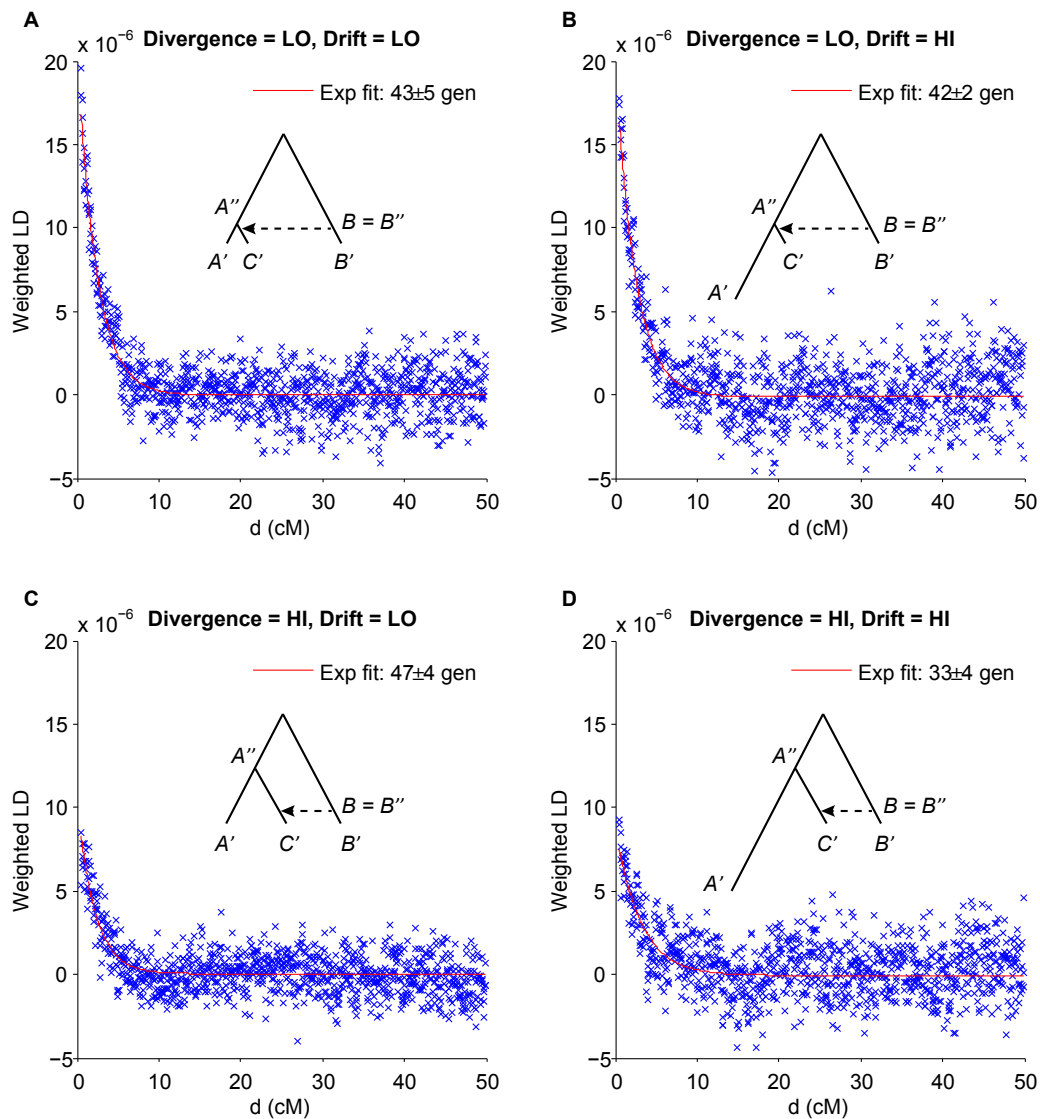 A
Divergence = LO, Drift = LO
x 10⁻⁶
20
15
10
5
0
−5
Weighted LD
Exp fit: 43±5 gen
A''
B = B''
A' C' B'
0 10 20 30 40 50
d (cM)
B
Divergence = LO, Drift = HI
x 10⁻⁶
20
15
10
5
0
−5
Weighted LD
Exp fit: 42±2 gen
A''
B = B''
C' B'
A'
0 10 20 30 40 50
d (cM)
C
Divergence = HI, Drift = LO
x 10⁻⁶
20
15
10
5
0
−5
Weighted LD
Exp fit: 47±4 gen
A''
B = B''
A' C' B'
0 10 20 30 40 50
d (cM)
D
Divergence = HI, Drift = HI
x 10⁻⁶
20
15
10
5
0
−5
Weighted LD
Exp fit: 33±4 gen
A''
B = B''
C' B'
A'
0 10 20 30 40 50
d (cM)